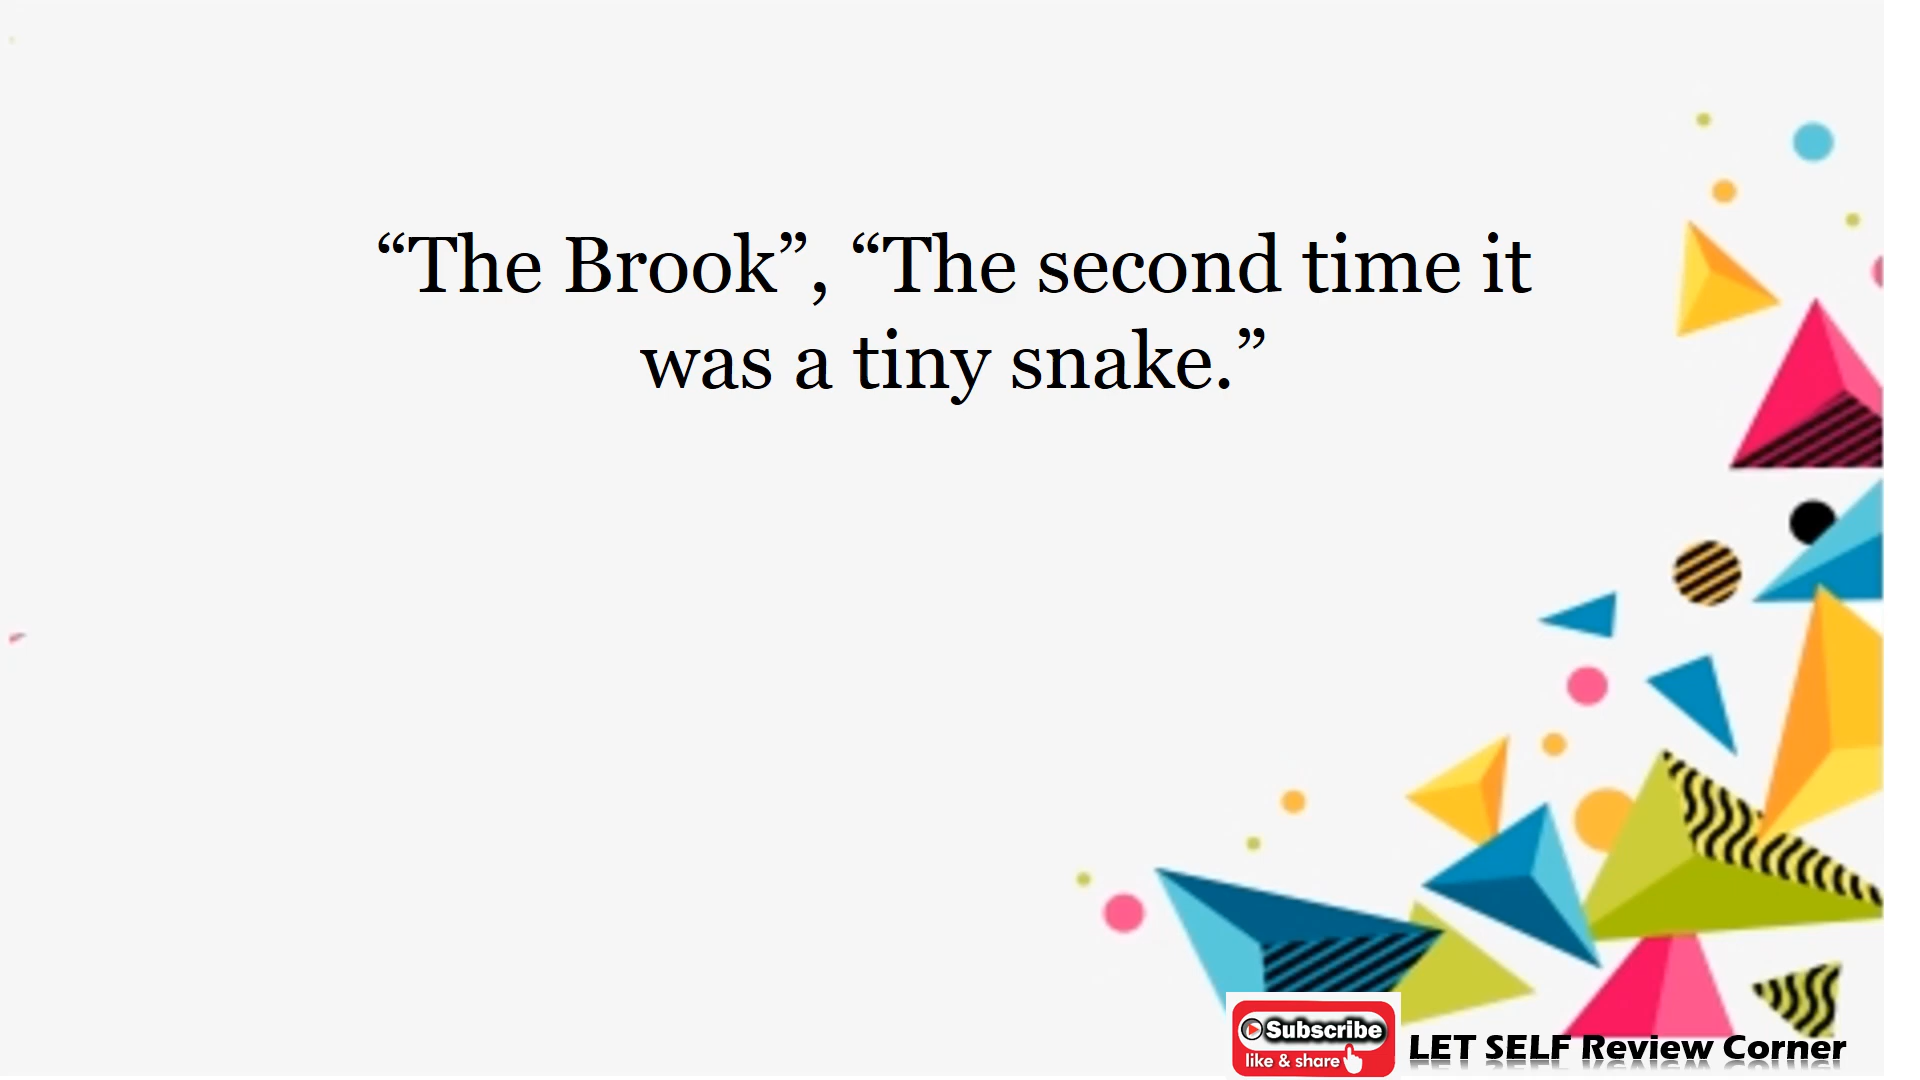 “The Brook”, “The second time it
was a tiny snake.”
Subscribe
like & share
LET SELF Review Corner